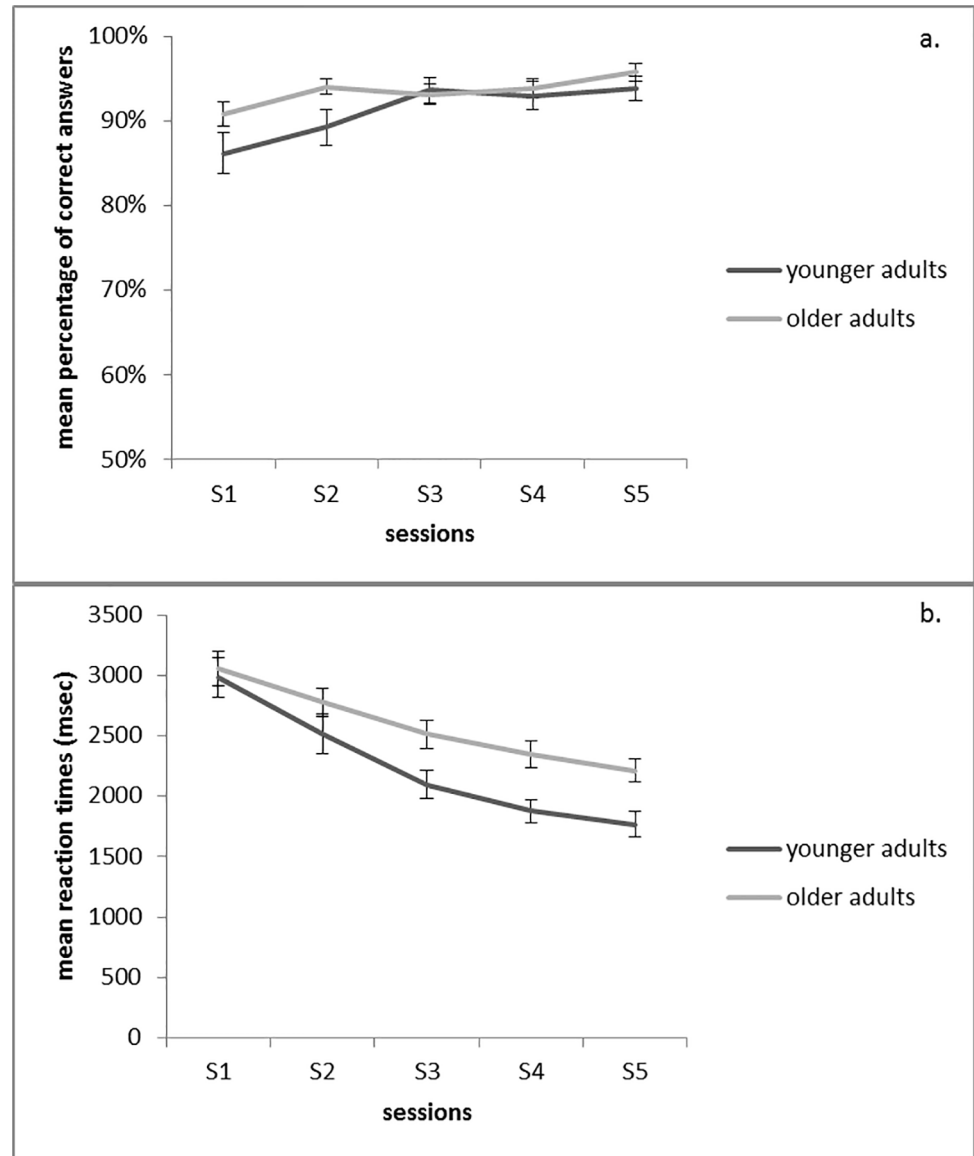 a.
mean percentage of correct answers
100%
90%
80%
70%
60%
50%
S1 S2 S3 S4 S5
sessions
younger adults
older adults
b.
mean reaction times (msec)
3500
3000
2500
2000
1500
1000
500
0
S1 S2 S3 S4 S5
sessions
younger adults
older adults